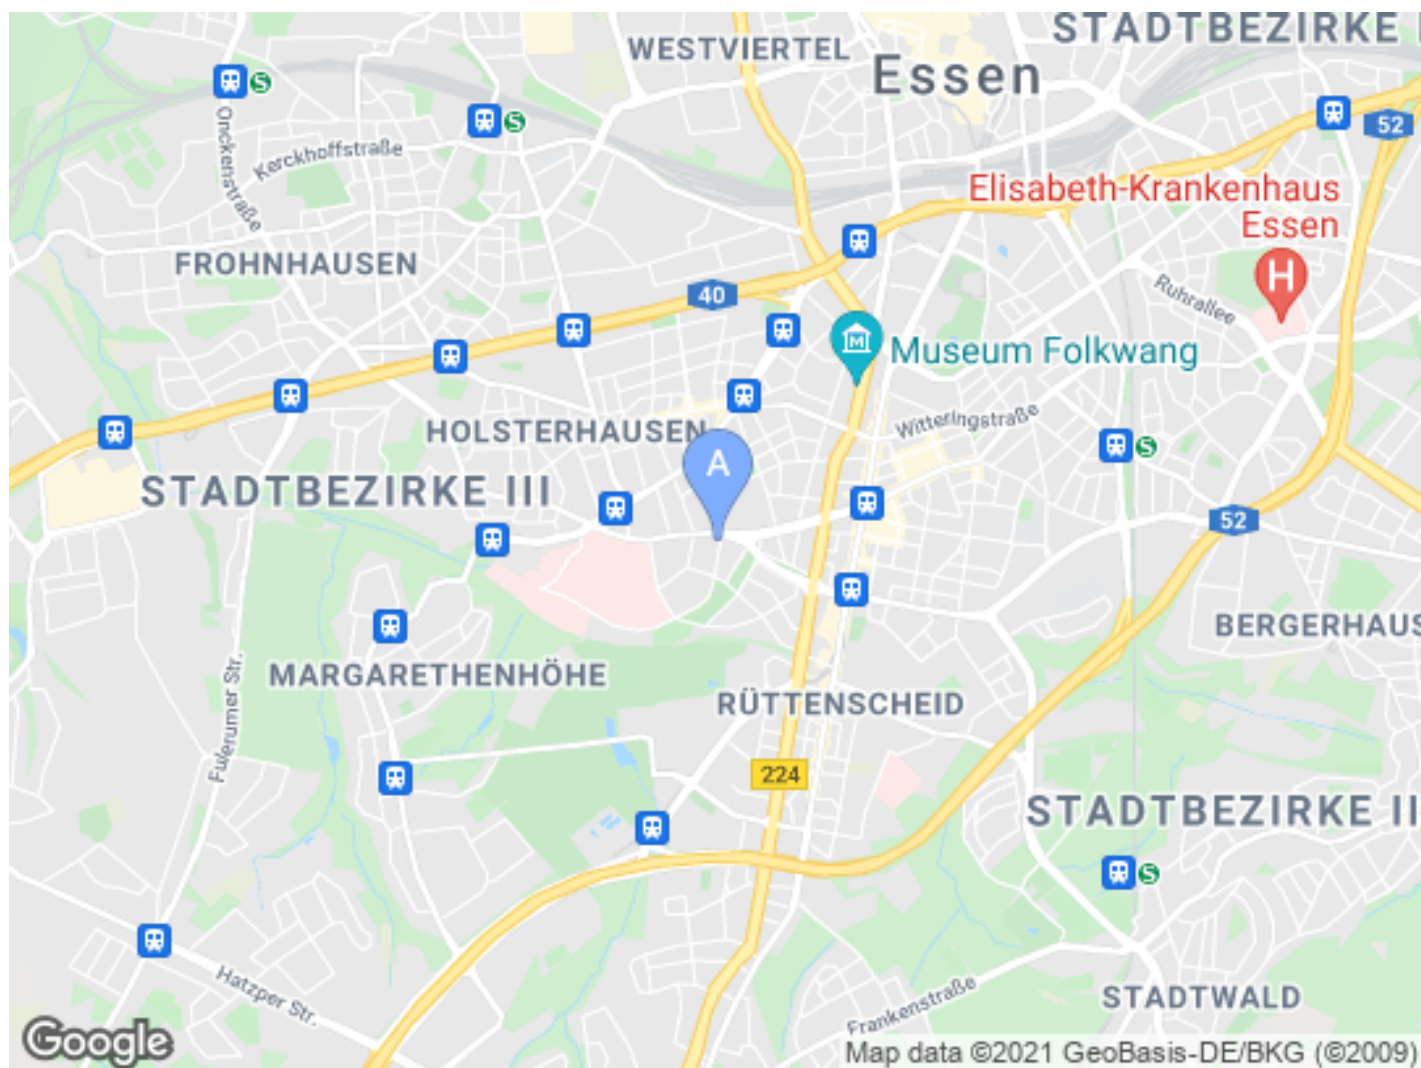 STADTBEZIRKE I
WESTVIERTEL
Essen
S
S
52
Onckenstraße
Kerckhoffstraße
Elisabeth-Krankenhaus
Essen
H
FROHNHAUSEN
40
Ruhrallee
M
Museum Folkwang
HOLSTERHAUSEN
Witteringstraße
S
A
STADTBEZIRKE III
52
BERGERHAUS
MARGARETHENHÖHE
RÜTTENSCHEID
Fulerumer Str.
224
STADTBEZIRKE II
S
Hatzper Str.
Frankenstraße
STADTWALD
Google
Map data ©2021 GeoBasis-DE/BKG (©2009)